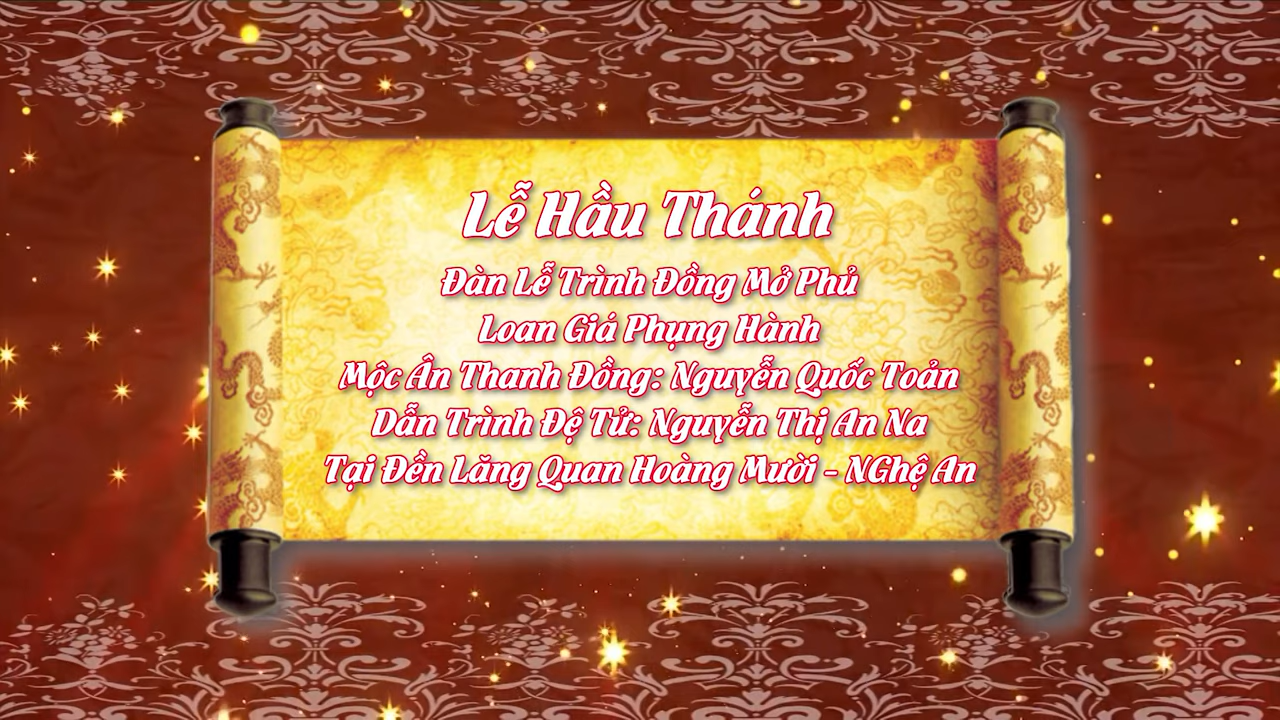 Lễ Hầu Thánh
Đàn Lễ Trình Đồng Mở Phủ
Loan Giá Phụng Hành
Mộc Ân Thanh Đồng: Nguyễn Quốc Toản
Dẫn Trình Đệ Tử: Nguyễn Thị An Na
Tại Đền Lăng Quan Hoàng Mười - NGhệ An